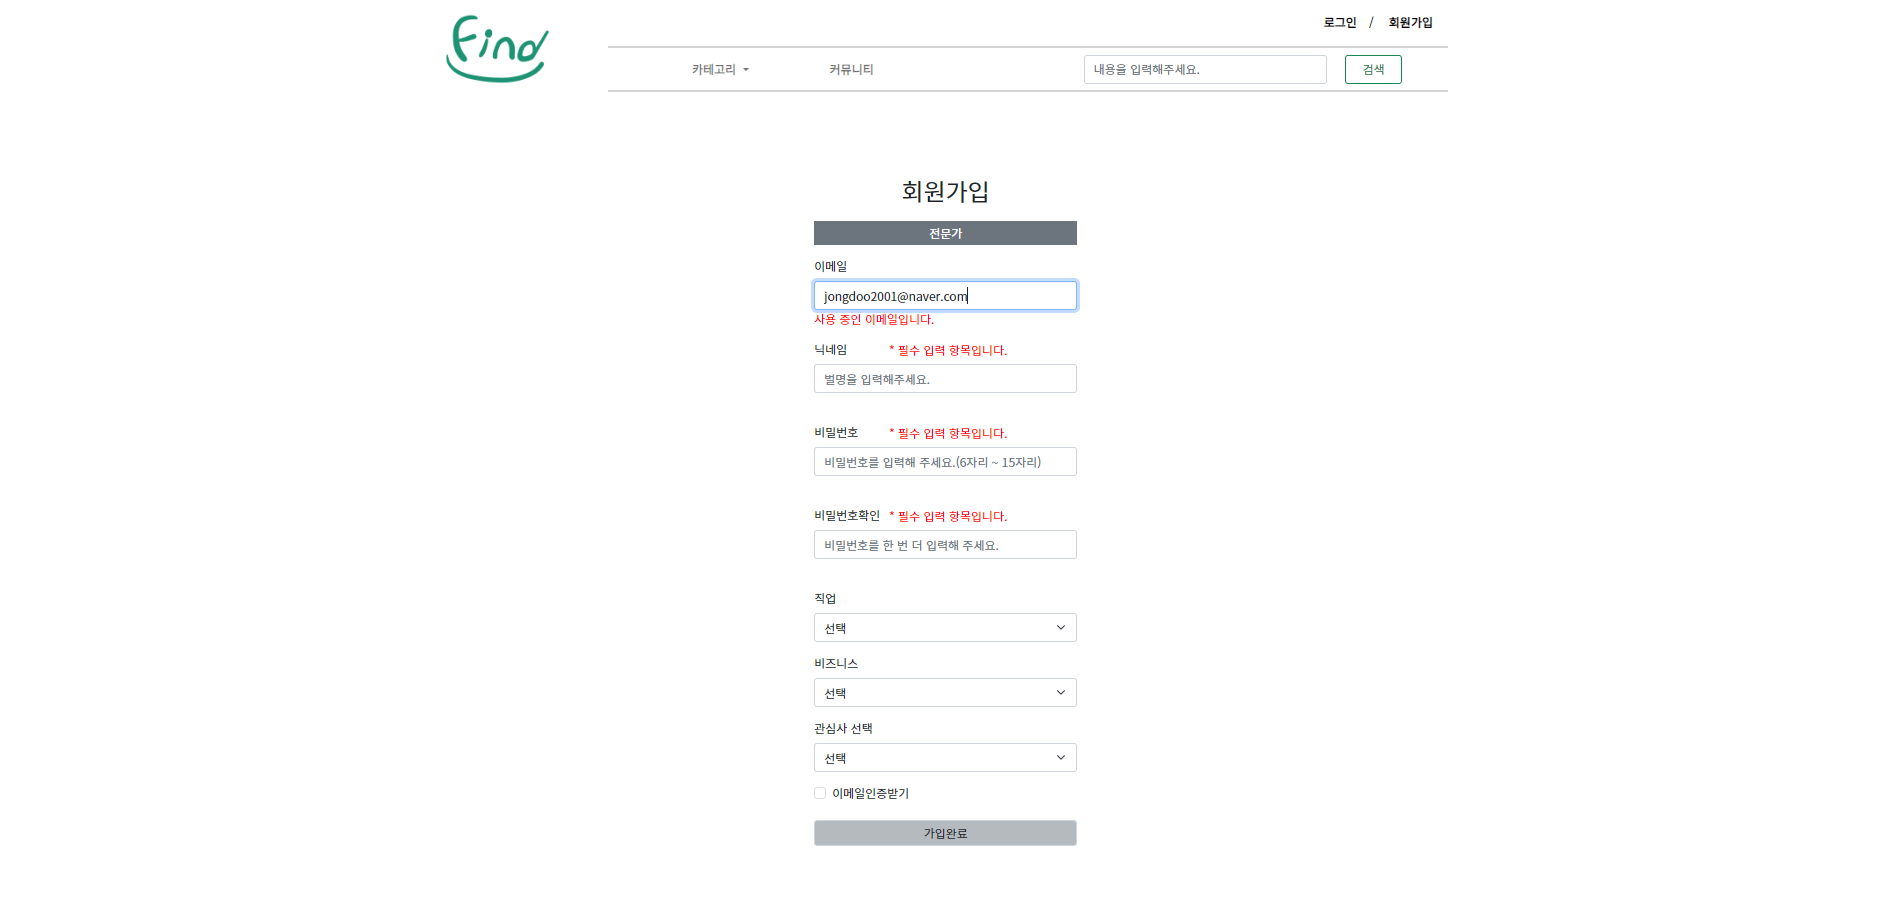 Find
로그인 / 회원가입
카테고리 커뮤니티 내용을 입력해주세요. 검색
회원가입
전문가
이메일
jongdoo2001@naver.com
사용 중인 이메일입니다.
닉네임 * 필수 입력 항목입니다.
별명을 입력해주세요.
비밀번호 * 필수 입력 항목입니다.
비밀번호를 입력해 주세요.(6자리 ~ 15자리)
비밀번호확인 * 필수 입력 항목입니다.
비밀번호를 한 번 더 입력해 주세요.
직업
선택
비즈니스
선택
관심사 선택
선택
이메일인증받기
가입완료